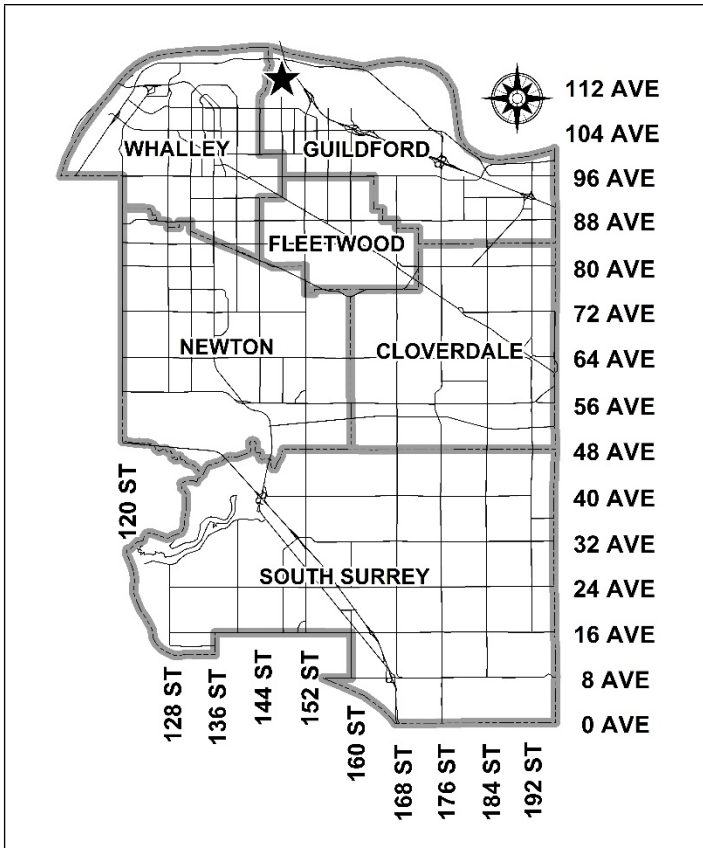 112 AVE
104 AVE
WHALLEY
GUILDFORD
96 AVE
88 AVE
FLEETWOOD
80 AVE
72 AVE
NEWTON
CLOVERDALE
64 AVE
56 AVE
48 AVE
120 ST
40 AVE
32 AVE
SOUTH SURREY
24 AVE
16 AVE
128 ST
136 ST
144 ST
152 ST
160 ST
8 AVE
0 AVE
168 ST
176 ST
184 ST
192 ST